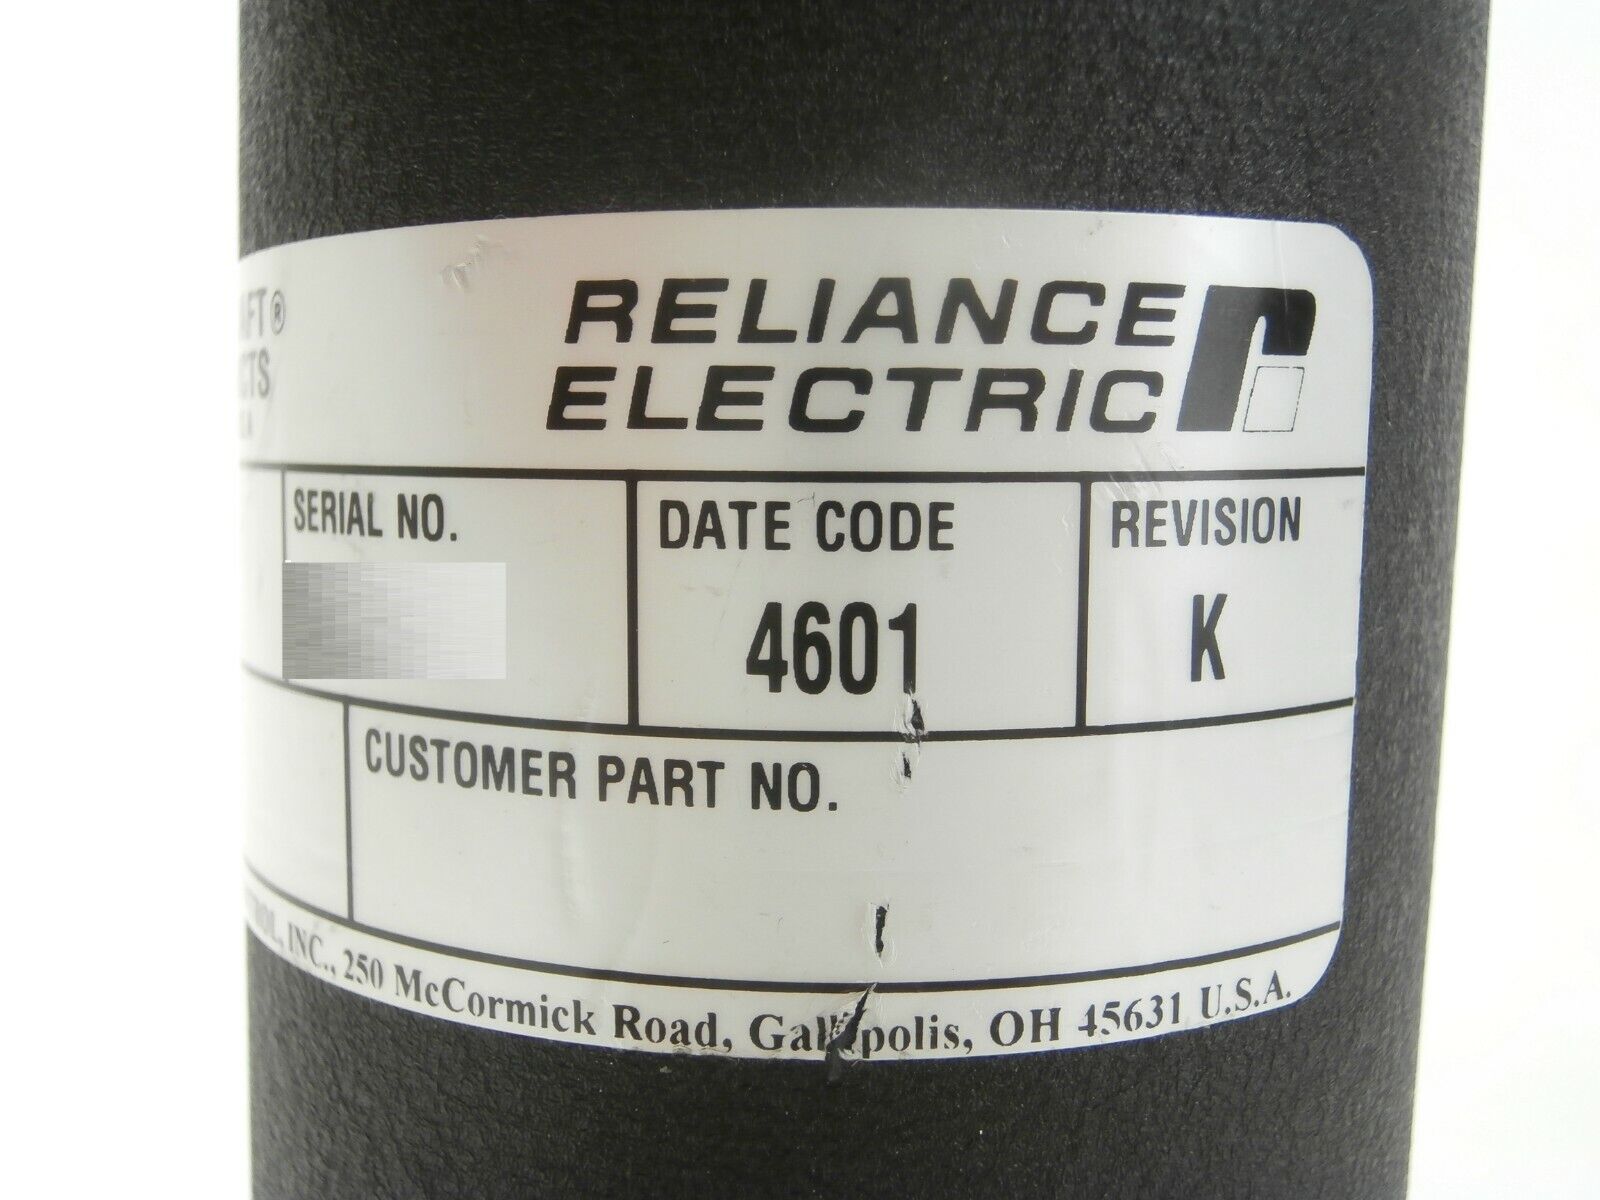 RELIANCE
ELECTRIC
SERIAL NO.
DATE CODE
4601
REVISION
K
CUSTOMER PART NO.
INC., 250 McCormick Road, Gallipolis, OH 45631 U.S.A.